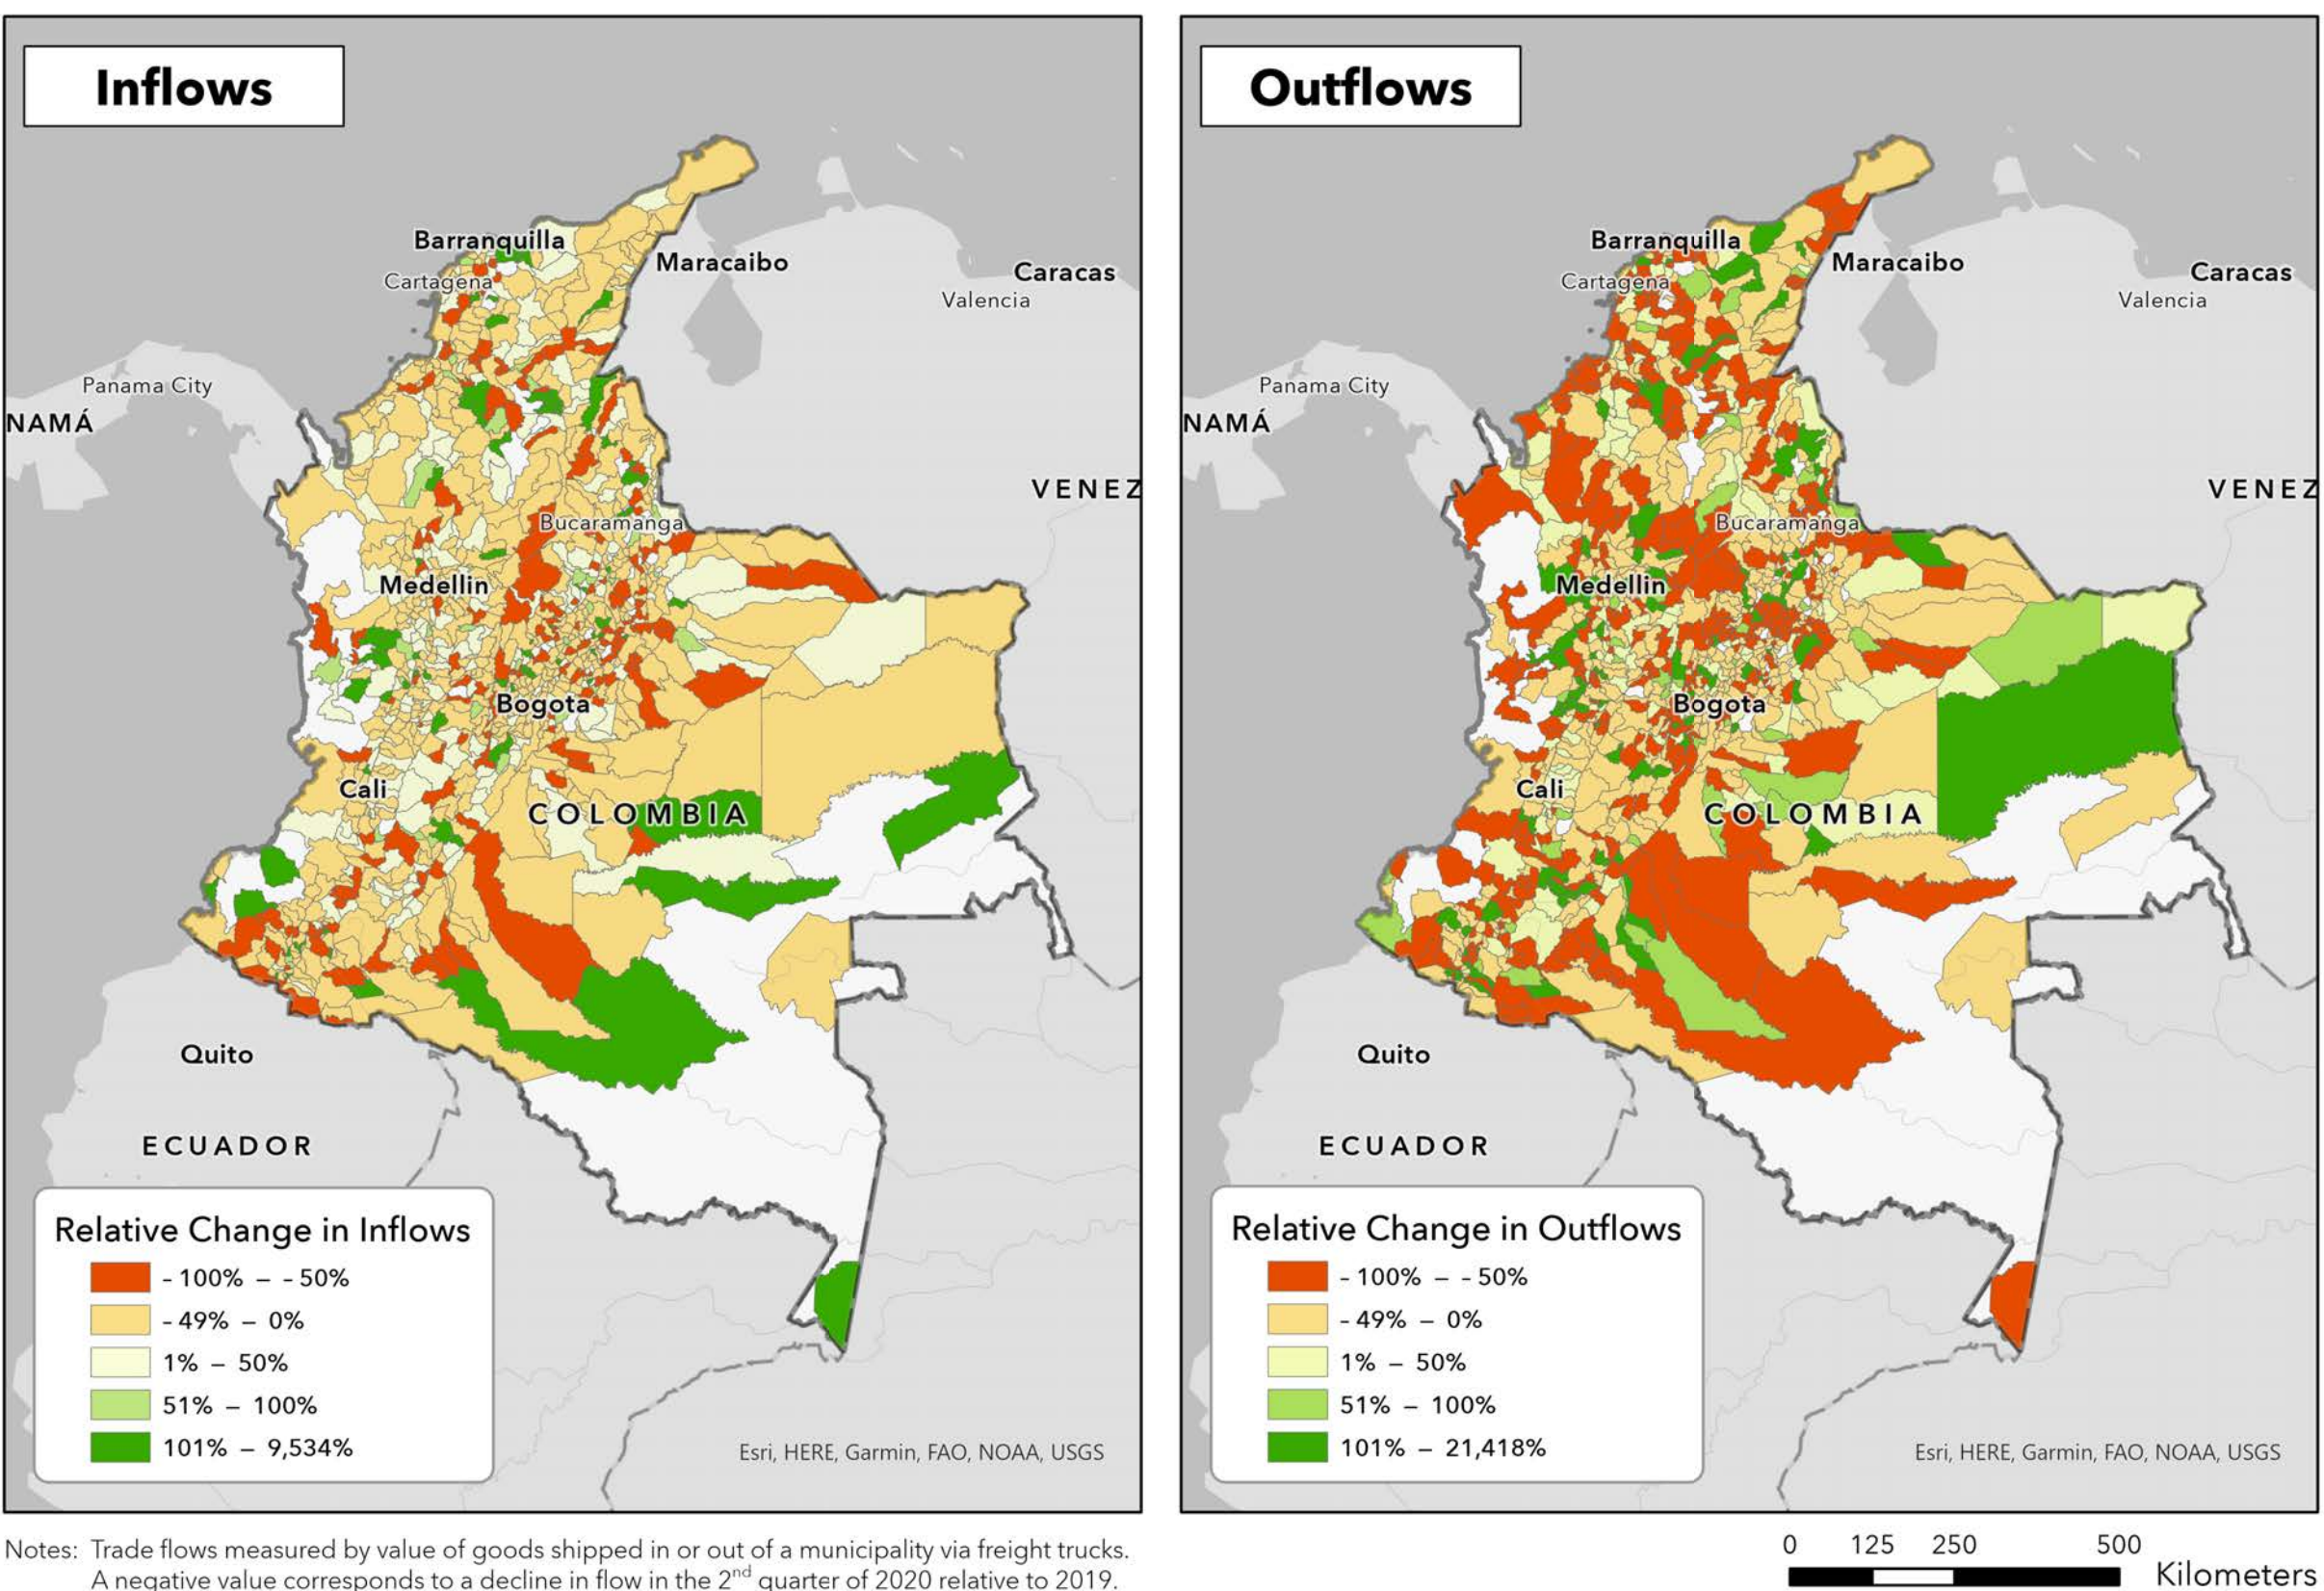 Inflows
Barranquilla
Cartagena
Maracaibo
Caracas
Valencia
Panama City
NAMÁ
VENEZ
Bucaramanga
Medellin
Bogota
Cali
COLOMBIA
Quito
ECUADOR
Relative Change in Inflows
- 100% – - 50%
- 49% – 0%
1% – 50%
51% – 100%
101% – 9,534%
Esri, HERE, Garmin, FAO, NOAA, USGS
Outflows
Barranquilla
Cartagena
Maracaibo
Caracas
Valencia
Panama City
NAMÁ
VENEZ
Bucaramanga
Medellin
Bogota
Cali
COLOMBIA
Quito
ECUADOR
Relative Change in Outflows
- 100% – - 50%
- 49% – 0%
1% – 50%
51% – 100%
101% – 21,418%
Esri, HERE, Garmin, FAO, NOAA, USGS
Notes: Trade flows measured by value of goods shipped in or out of a municipality via freight trucks.
A negative value corresponds to a decline in flow in the 2nd quarter of 2020 relative to 2019.
0 125 250 500
Kilometers